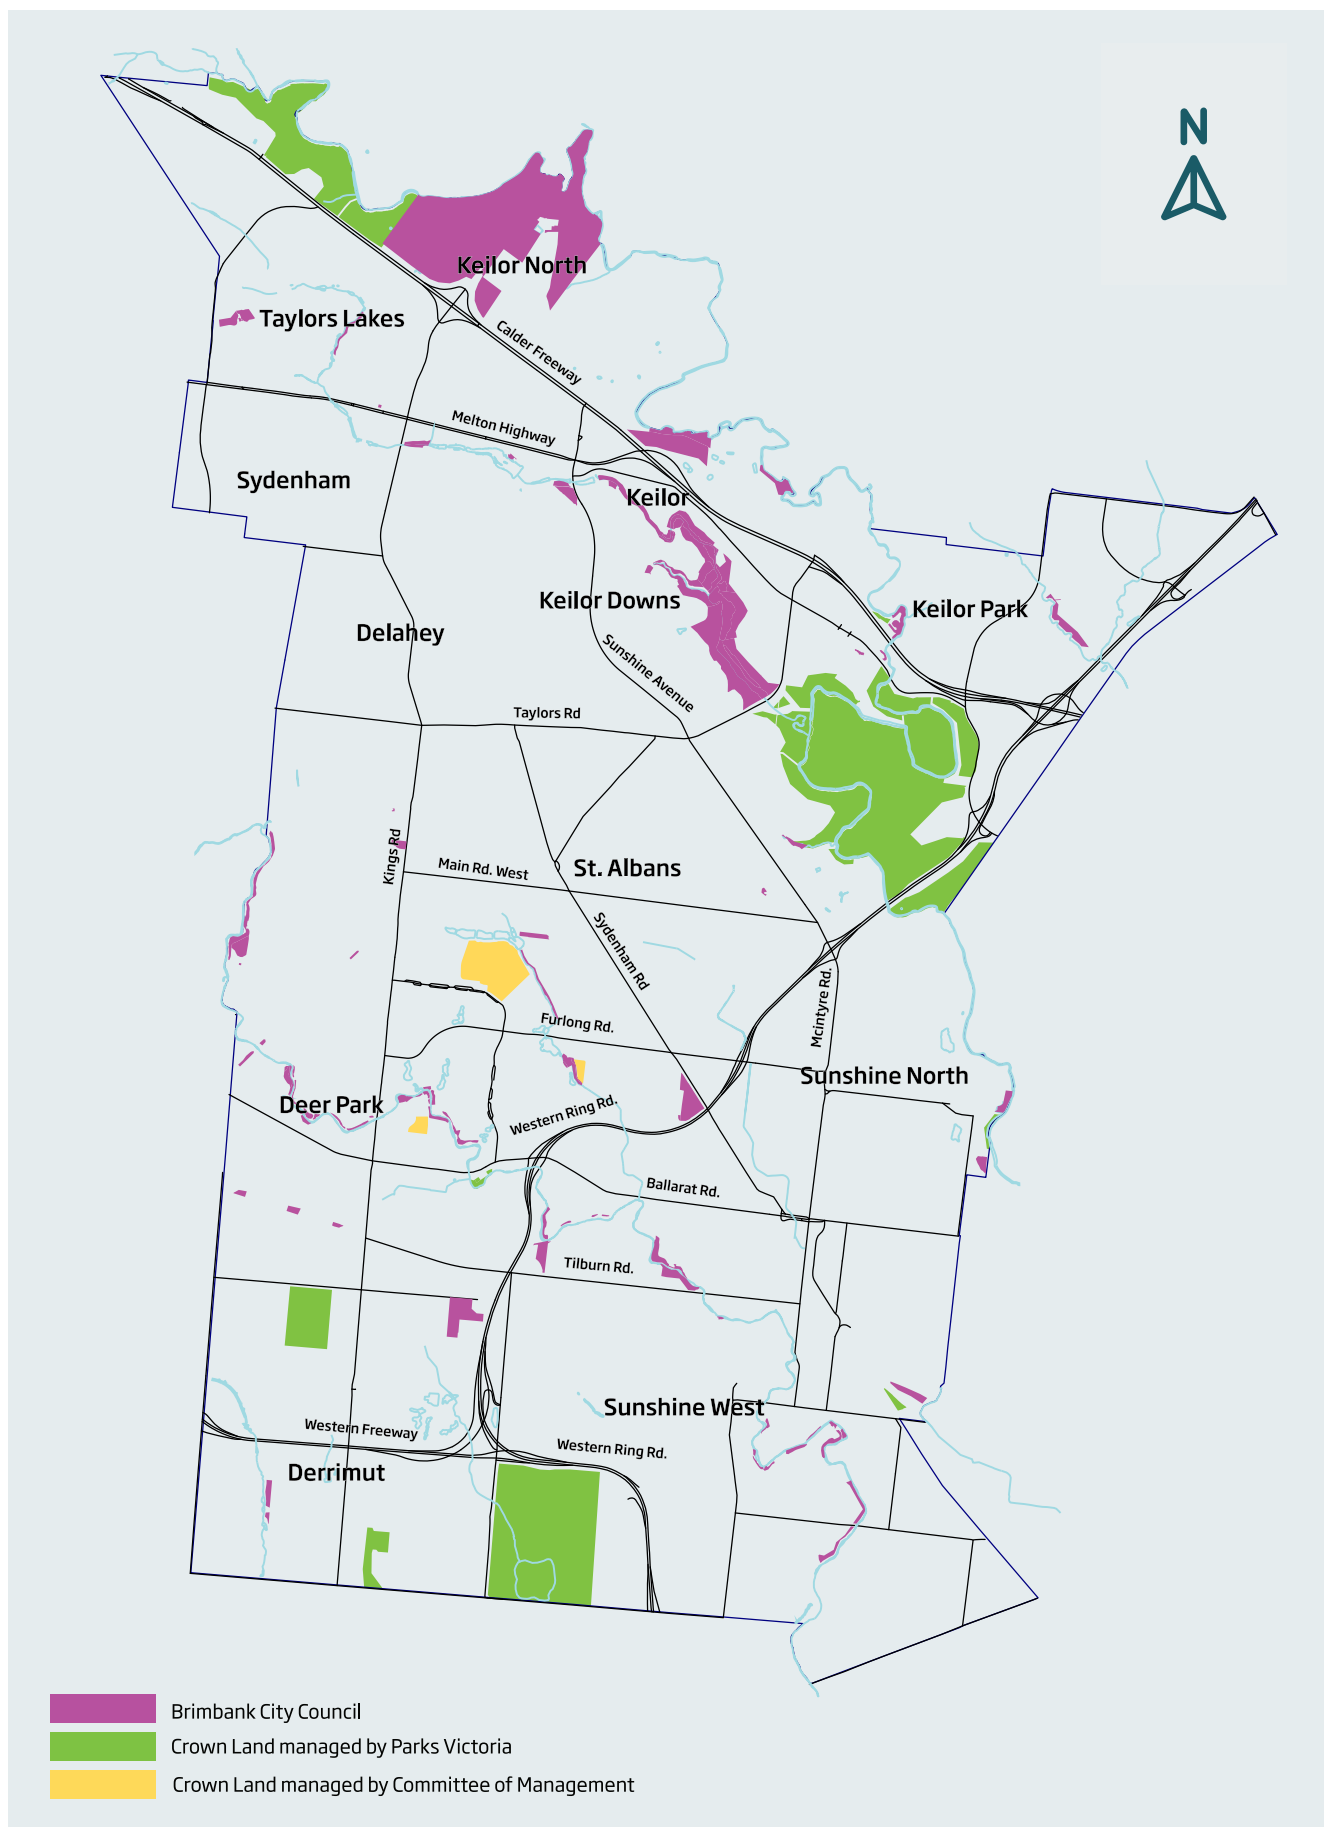 N
Keilor North
Taylors Lakes
Calder Freeway
Melton Highway
Sydenham
Keilor
Keilor Downs
Keilor Park
Delahey
Sunshine Avenue
Taylors Rd
Kings Rd
Main Rd. West
St. Albans
Sydenham Rd
Mcintyre Rd.
Furlong Rd.
Sunshine North
Deer Park
Western Ring Rd.
Ballarat Rd.
Tilburn Rd.
Sunshine West
Western Freeway
Western Ring Rd.
Derrimut
Brimbank City Council
Crown Land managed by Parks Victoria
Crown Land managed by Committee of Management